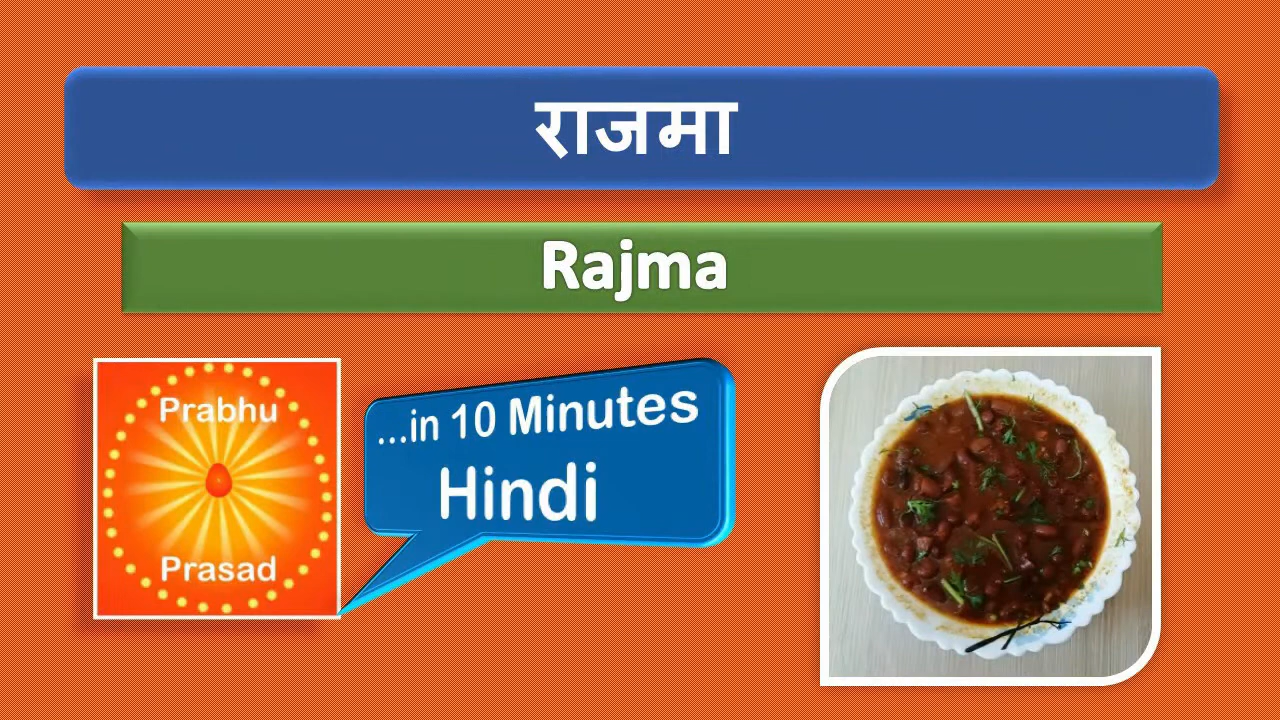 राजमा
Rajma
Prabhu
Prasad
...in 10 Minutes
Hindi